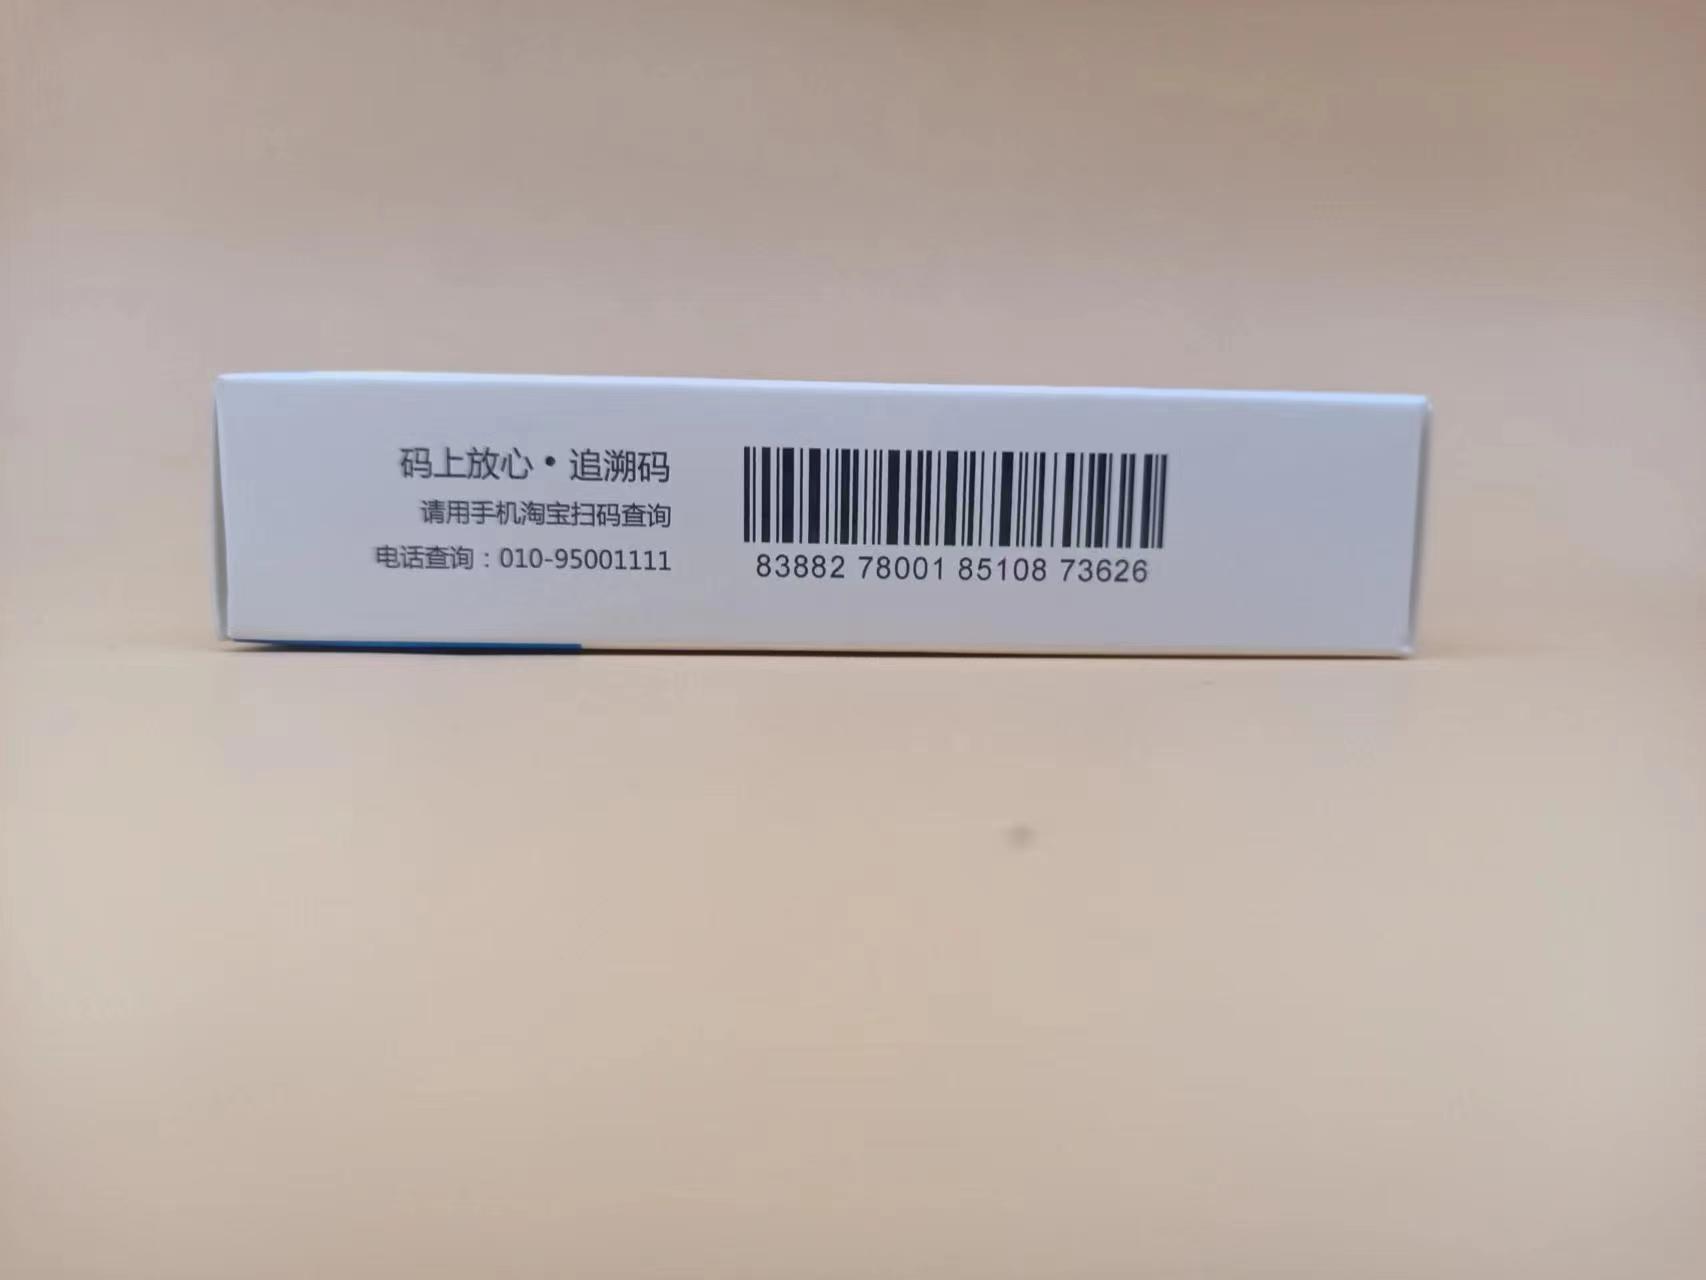 码上放心•追溯码
请用手机淘宝扫码查询
电话查询：010-95001111
83882 78001 85108 73626